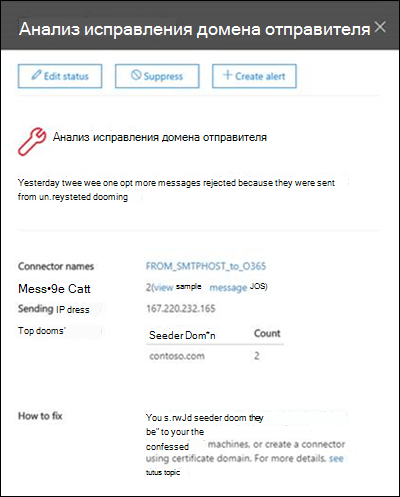 Анализ исправления домена отправителя
Edit status
Suppress
Create alert
Анализ исправления домена отправителя
Yesterday twee wee one opt more messages rejected because they were sent
from un.reysteted dooming
Connector names FROM_SMTPHOST_to_O365
Mess•9e Catt 2(view sample message JOS)
Sending IP dress 167.220.232.165
Top dooms'
Seeder Dom*n Count
contoso.com 2
How to fix You s.rwJd seeder doom they
be" to your the
confessed machines, or create a connector
using certificate domain. For more details, see
tutus topic